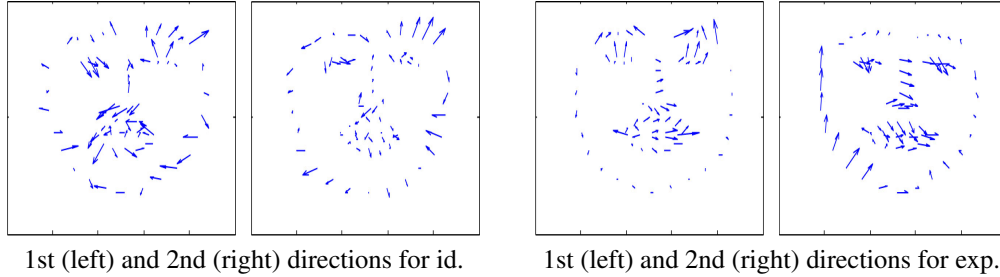 1st (left) and 2nd (right) directions for id.
1st (left) and 2nd (right) directions for exp.